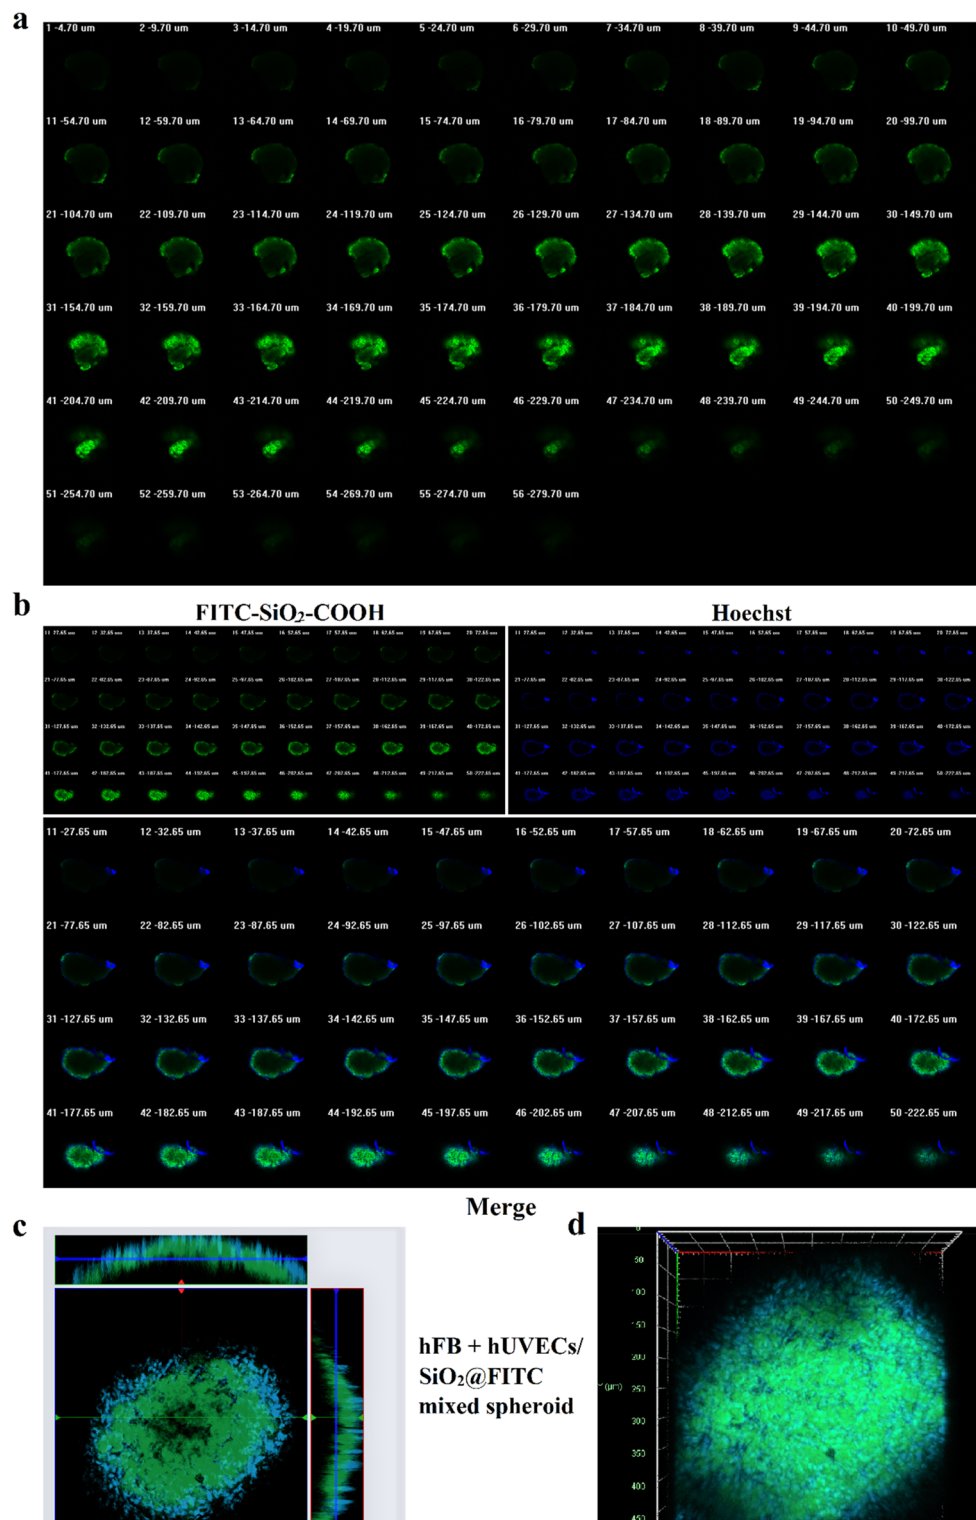 a
1 -4.70 um 2 -9.70 um 3 -14.70 um 4 -19.70 um 5 -24.70 um 6 -29.70 um 7 -34.70 um 8 -39.70 um 9 -44.70 um 10 -49.70 um
11 -54.70 um 12 -59.70 um 13 -64.70 um 14 -69.70 um 15 -74.70 um 16 -79.70 um 17 -84.70 um 18 -89.70 um 19 -94.70 um 20 -99.70 um
21 -104.70 um 22 -109.70 um 23 -114.70 um 24 -119.70 um 25 -124.70 um 26 -129.70 um 27 -134.70 um 28 -139.70 um 29 -144.70 um 30 -149.70 um
31 -154.70 um 32 -159.70 um 33 -164.70 um 34 -169.70 um 35 -174.70 um 36 -179.70 um 37 -184.70 um 38 -189.70 um 39 -194.70 um 40 -199.70 um
41 -204.70 um 42 -209.70 um 43 -214.70 um 44 -219.70 um 45 -224.70 um 46 -229.70 um 47 -234.70 um 48 -239.70 um 49 -244.70 um 50 -249.70 um
51 -254.70 um 52 -259.70 um 53 -264.70 um 54 -269.70 um 55 -274.70 um 56 -279.70 um
b
FITC-SiO₂-COOH Hoechst
11 -27.65 um 12 -32.65 um 13 -37.65 um 14 -42.65 um 15 -47.65 um 16 -52.65 um 17 -57.65 um 18 -62.65 um 19 -67.65 um 20 -72.65 um
21 -77.65 um 22 -82.65 um 23 -87.65 um 24 -92.65 um 25 -97.65 um 26 -102.65 um 27 -107.65 um 28 -112.65 um 29 -117.65 um 30 -122.65 um
31 -127.65 um 32 -132.65 um 33 -137.65 um 34 -142.65 um 35 -147.65 um 36 -152.65 um 37 -157.65 um 38 -162.65 um 39 -167.65 um 40 -172.65 um
41 -177.65 um 42 -182.65 um 43 -187.65 um 44 -192.65 um 45 -197.65 um 46 -202.65 um 47 -207.65 um 48 -212.65 um 49 -217.65 um 50 -222.65 um
Merge
c
hFB + hUVECs/
SiO₂@FITC
mixed spheroid
d
0
50
100
150
200
(µm) 250
300
350
400
450